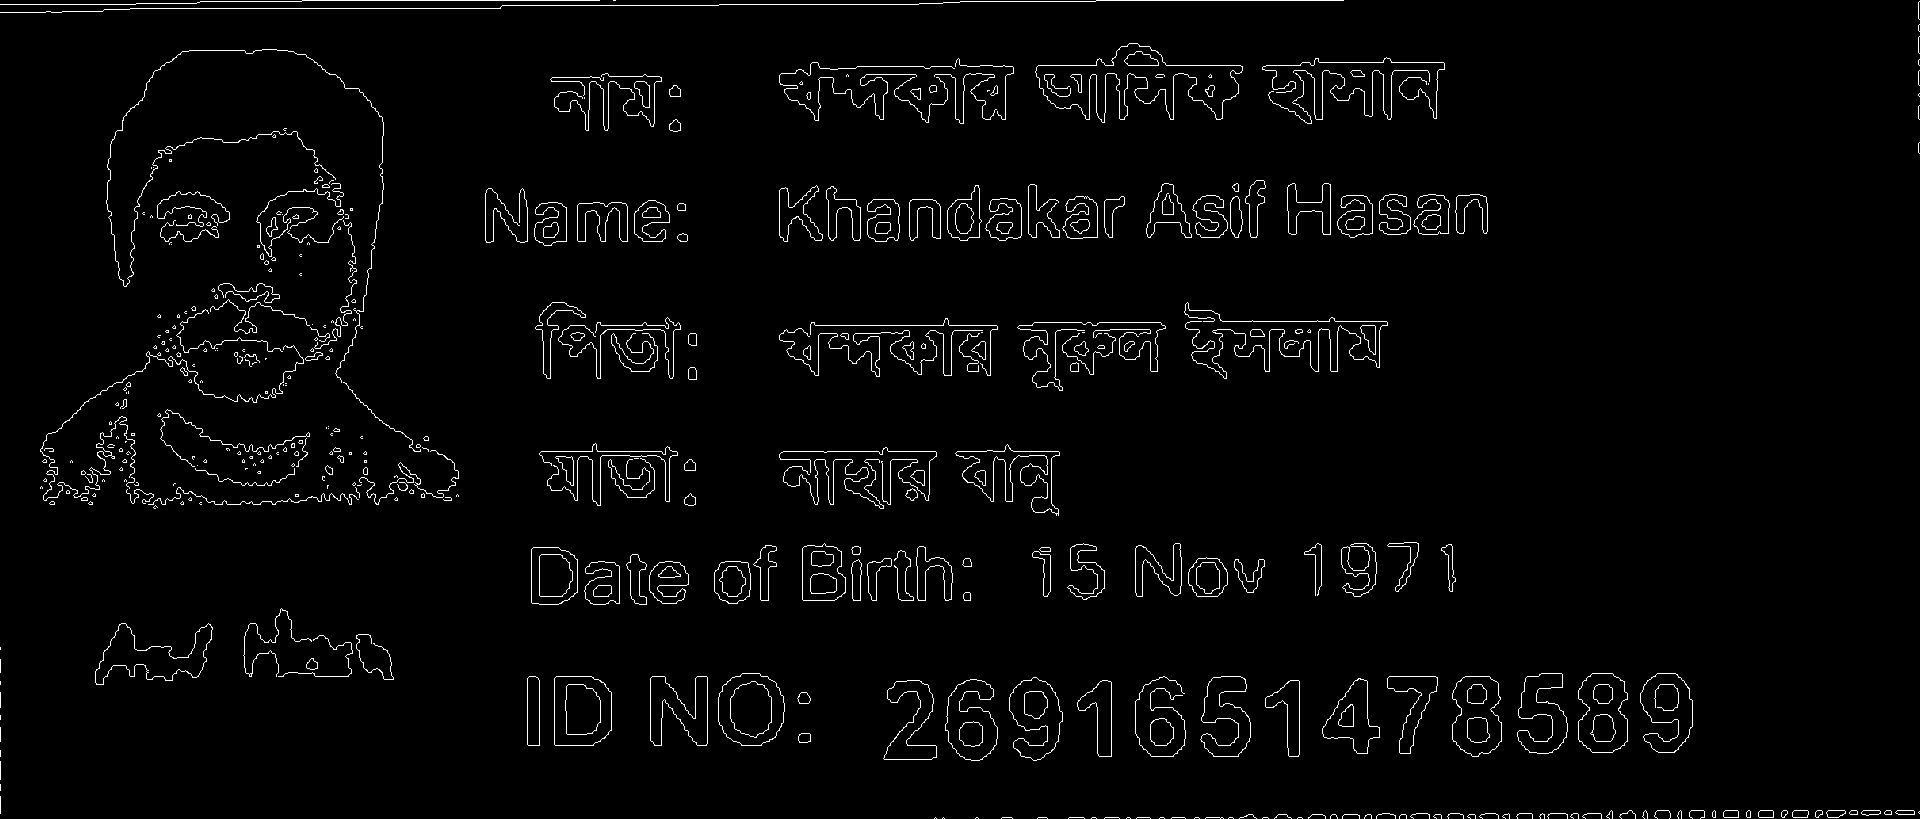 নাম: খন্দকার আসিফ হাসান
Name: Khandakar Asif Hasan
পিতা: খন্দকার নুরুল ইসলাম
মাতা: নাহার বানু
Date of Birth: 15 Nov 1971
ID NO: 2691651478589